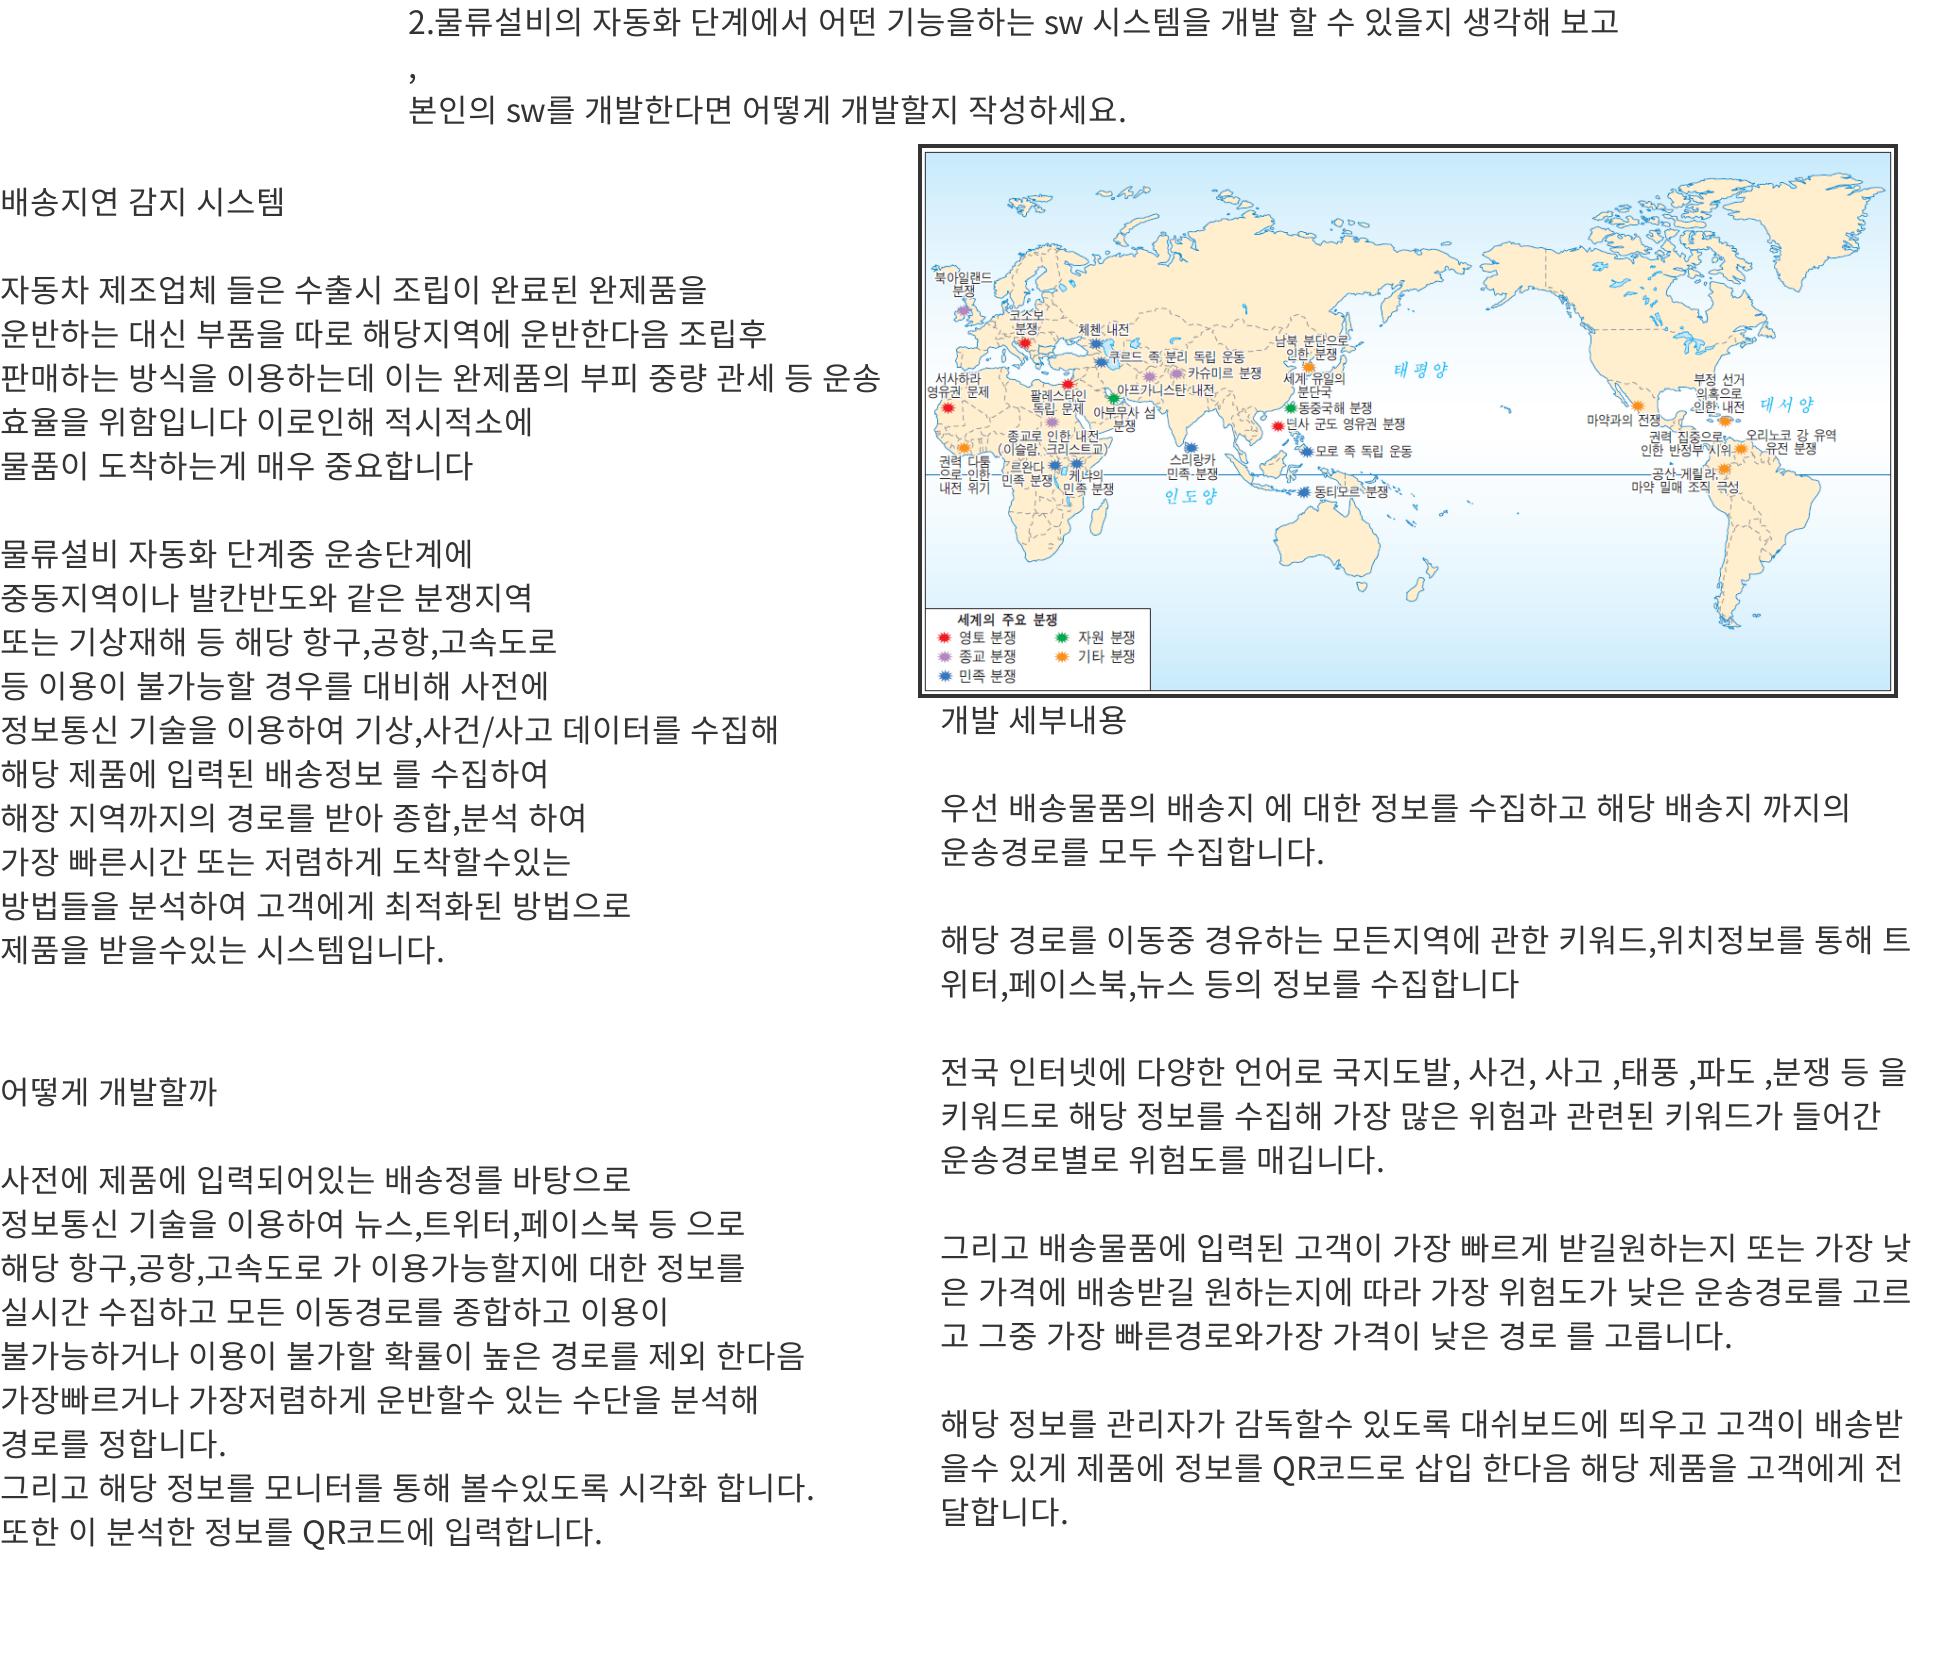 2.물류설비의 자동화 단계에서 어떤 기능을하는 sw 시스템을 개발 할 수 있을지 생각해 보고
,
본인의 sw를 개발한다면 어떻게 개발할지 작성하세요.
배송지연 감지 시스템
자동차 제조업체 들은 수출시 조립이 완료된 완제품을
운반하는 대신 부품을 따로 해당지역에 운반한다음 조립후
판매하는 방식을 이용하는데 이는 완제품의 부피 중량 관세 등 운송
효율을 위함입니다 이로인해 적시적소에
물품이 도착하는게 매우 중요합니다
물류설비 자동화 단계중 운송단계에
중동지역이나 발칸반도와 같은 분쟁지역
또는 기상재해 등 해당 항구,공항,고속도로
등 이용이 불가능할 경우를 대비해 사전에
정보통신 기술을 이용하여 기상,사건/사고 데이터를 수집해
해당 제품에 입력된 배송정보 를 수집하여
해장 지역까지의 경로를 받아 종합,분석 하여
가장 빠른시간 또는 저렴하게 도착할수있는
방법들을 분석하여 고객에게 최적화된 방법으로
제품을 받을수있는 시스템입니다.
어떻게 개발할까
사전에 제품에 입력되어있는 배송정를 바탕으로
정보통신 기술을 이용하여 뉴스,트위터,페이스북 등 으로
해당 항구,공항,고속도로 가 이용가능할지에 대한 정보를
실시간 수집하고 모든 이동경로를 종합하고 이용이
불가능하거나 이용이 불가할 확률이 높은 경로를 제외 한다음
가장빠르거나 가장저렴하게 운반할수 있는 수단을 분석해
경로를 정합니다.
그리고 해당 정보를 모니터를 통해 볼수있도록 시각화 합니다.
또한 이 분석한 정보를 QR코드에 입력합니다.
북아일랜드
분쟁
코소보
분쟁
체첸 내전
쿠르드 족 분리 독립 운동
카슈미르 분쟁
아프가니스탄 내전
서사하라
영유권 문제
팔레스타인
독립 문제
아부무사 섬
분쟁
종교로 인한 내전
(이슬람, 크리스트교)
권력 다툼
으로 인한
내전 위기
르완다
민족 분쟁
케냐의
민족 분쟁
스리랑카
민족 분쟁
인도양
남북 분단으로
인한 분쟁
세계 유일의
분단국
동중국해 분쟁
난사 군도 영유권 분쟁
모로 족 독립 운동
동티모르 분쟁
태평양
마약과의 전쟁
부정 선거
의혹으로
인한 내전
대서양
권력 집중으로
인한 반정부 시위
오리노코 강 유역
유전 분쟁
공산 게릴라,
마약 밀매 조직 극성
세계의 주요 분쟁
영토 분쟁
자원 분쟁
종교 분쟁
기타 분쟁
민족 분쟁
개발 세부내용
우선 배송물품의 배송지 에 대한 정보를 수집하고 해당 배송지 까지의
운송경로를 모두 수집합니다.
해당 경로를 이동중 경유하는 모든지역에 관한 키워드,위치정보를 통해 트
위터,페이스북,뉴스 등의 정보를 수집합니다
전국 인터넷에 다양한 언어로 국지도발, 사건, 사고 ,태풍 ,파도 ,분쟁 등 을
키워드로 해당 정보를 수집해 가장 많은 위험과 관련된 키워드가 들어간
운송경로별로 위험도를 매깁니다.
그리고 배송물품에 입력된 고객이 가장 빠르게 받길원하는지 또는 가장 낮
은 가격에 배송받길 원하는지에 따라 가장 위험도가 낮은 운송경로를 고르
고 그중 가장 빠른경로와가장 가격이 낮은 경로 를 고릅니다.
해당 정보를 관리자가 감독할수 있도록 대쉬보드에 띄우고 고객이 배송받
을수 있게 제품에 정보를 QR코드로 삽입 한다음 해당 제품을 고객에게 전
달합니다.